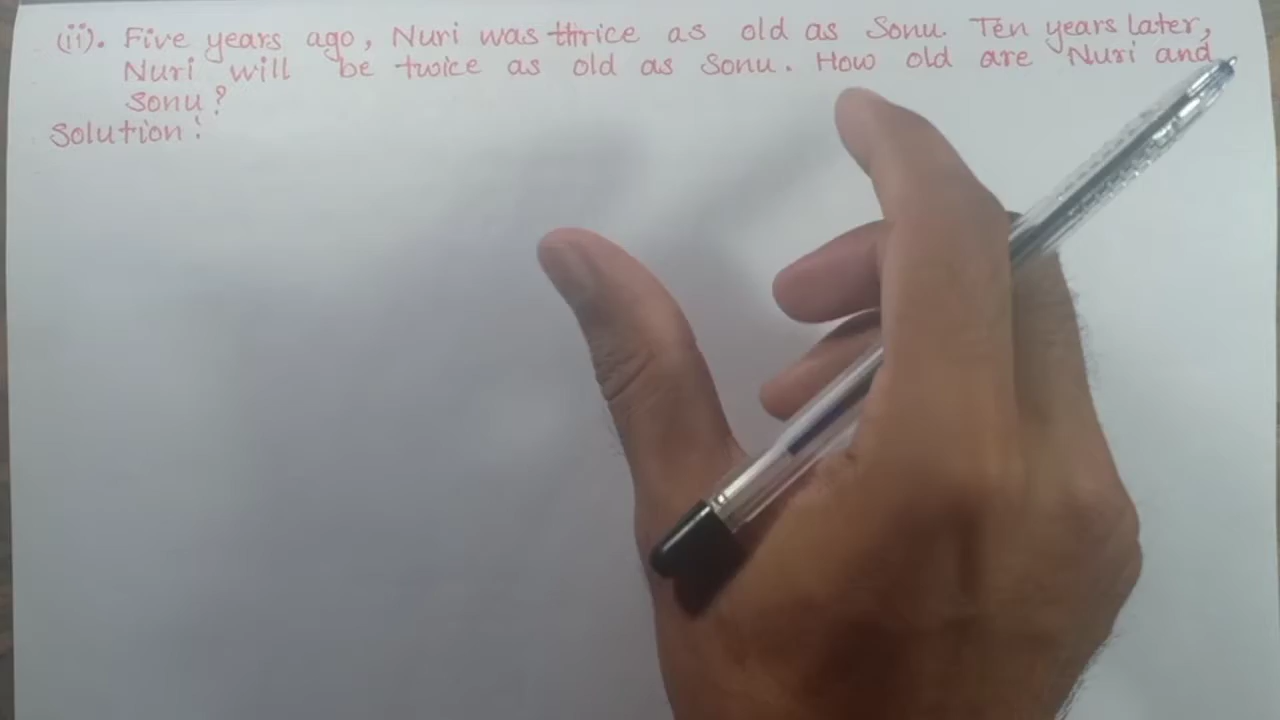 (ii). Five years ago, Nuri was thrice as old as Sonu. Ten years later,
Nuri will be twice as old as Sonu. How old are Nuri and
Sonu?
Solution: